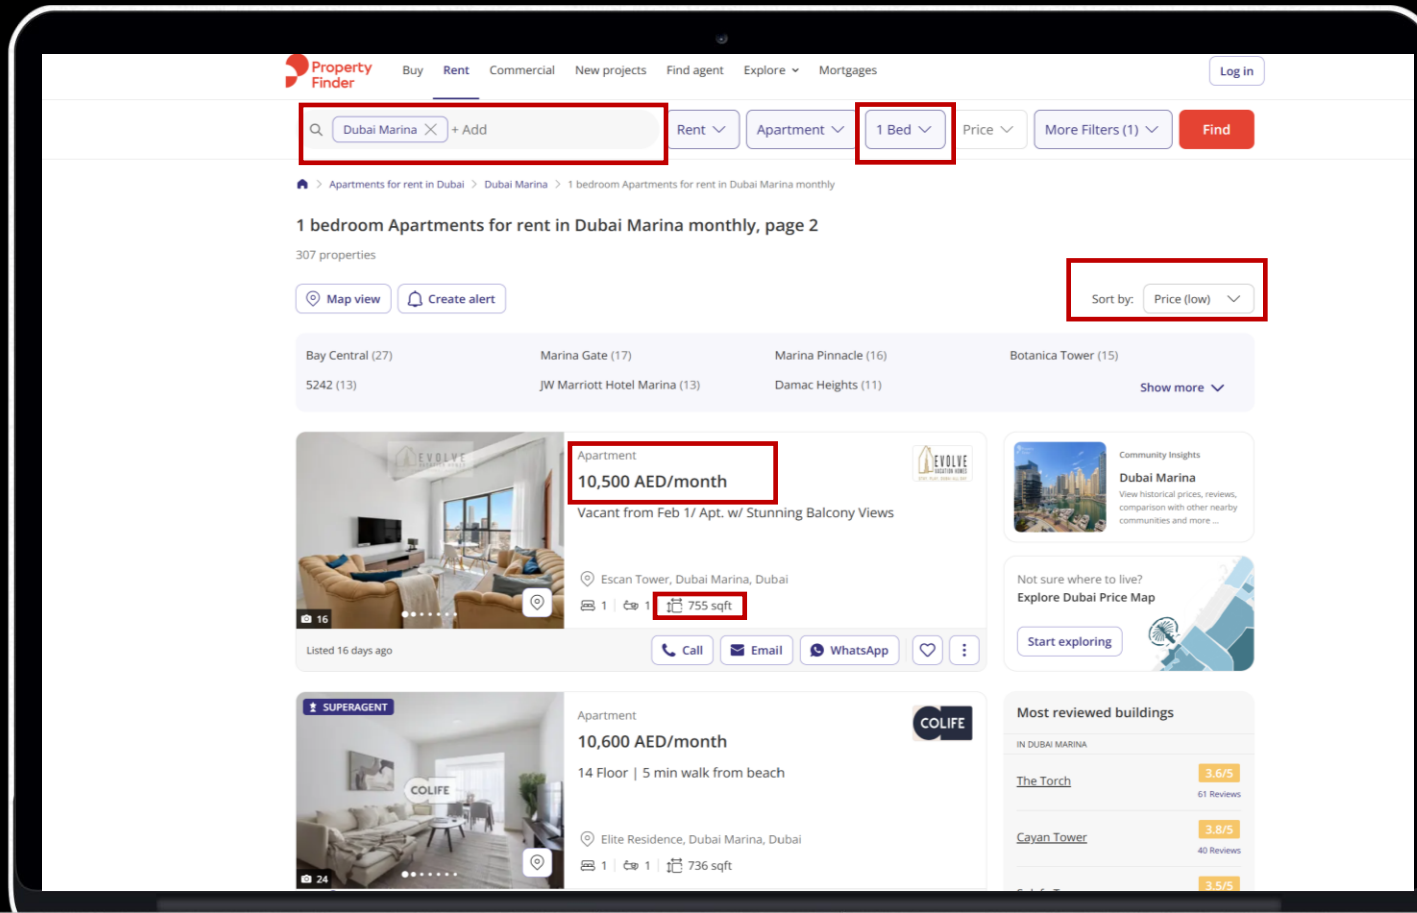 Property
Finder
Buy Rent Commercial New projects Find agent Explore Mortgages
Log in
Dubai Marina + Add
Rent
Apartment
1 Bed
Price
More Filters (1)
Find
Apartments for rent in Dubai > Dubai Marina > 1 bedroom Apartments for rent in Dubai Marina monthly
1 bedroom Apartments for rent in Dubai Marina monthly, page 2
307 properties
Map view
Create alert
Sort by: Price (low)
Bay Central (27) Marina Gate (17) Marina Pinnacle (16) Botanica Tower (15)
5242 (13) JW Marriott Hotel Marina (13) Damac Heights (11) Show more
EVOLVE
16
Apartment
10,500 AED/month
Vacant from Feb 1/ Apt. w/ Stunning Balcony Views
EVOLVE
VACATION HOMES
Escan Tower, Dubai Marina, Dubai
1 1 755 sqft
Listed 16 days ago
Call
Email
WhatsApp
Community Insights
Dubai Marina
View historical prices, reviews,
comparison with other nearby
communities and more ...
Not sure where to live?
Explore Dubai Price Map
Start exploring
SUPERAGENT
COLIFE
24
Apartment
10,600 AED/month
14 Floor | 5 min walk from beach
COLIFE
Elite Residence, Dubai Marina, Dubai
1 1 736 sqft
Most reviewed buildings
IN DUBAI MARINA
The Torch 3.6/5
61 Reviews
Cayan Tower 3.8/5
40 Reviews
3.5/5